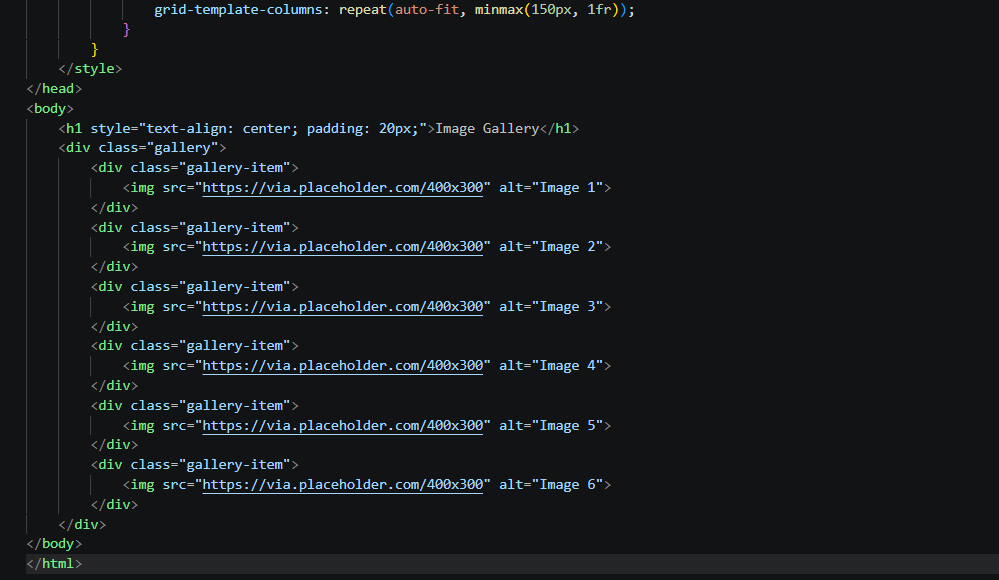 grid-template-columns: repeat(auto-fit, minmax(150px, 1fr));
}
}
</style>
</head>
<body>
<h1 style="text-align: center; padding: 20px;">Image Gallery</h1>
<div class="gallery">
<div class="gallery-item">
<img src="https://via.placeholder.com/400x300" alt="Image 1">
</div>
<div class="gallery-item">
<img src="https://via.placeholder.com/400x300" alt="Image 2">
</div>
<div class="gallery-item">
<img src="https://via.placeholder.com/400x300" alt="Image 3">
</div>
<div class="gallery-item">
<img src="https://via.placeholder.com/400x300" alt="Image 4">
</div>
<div class="gallery-item">
<img src="https://via.placeholder.com/400x300" alt="Image 5">
</div>
<div class="gallery-item">
<img src="https://via.placeholder.com/400x300" alt="Image 6">
</div>
</div>
</body>
</html>